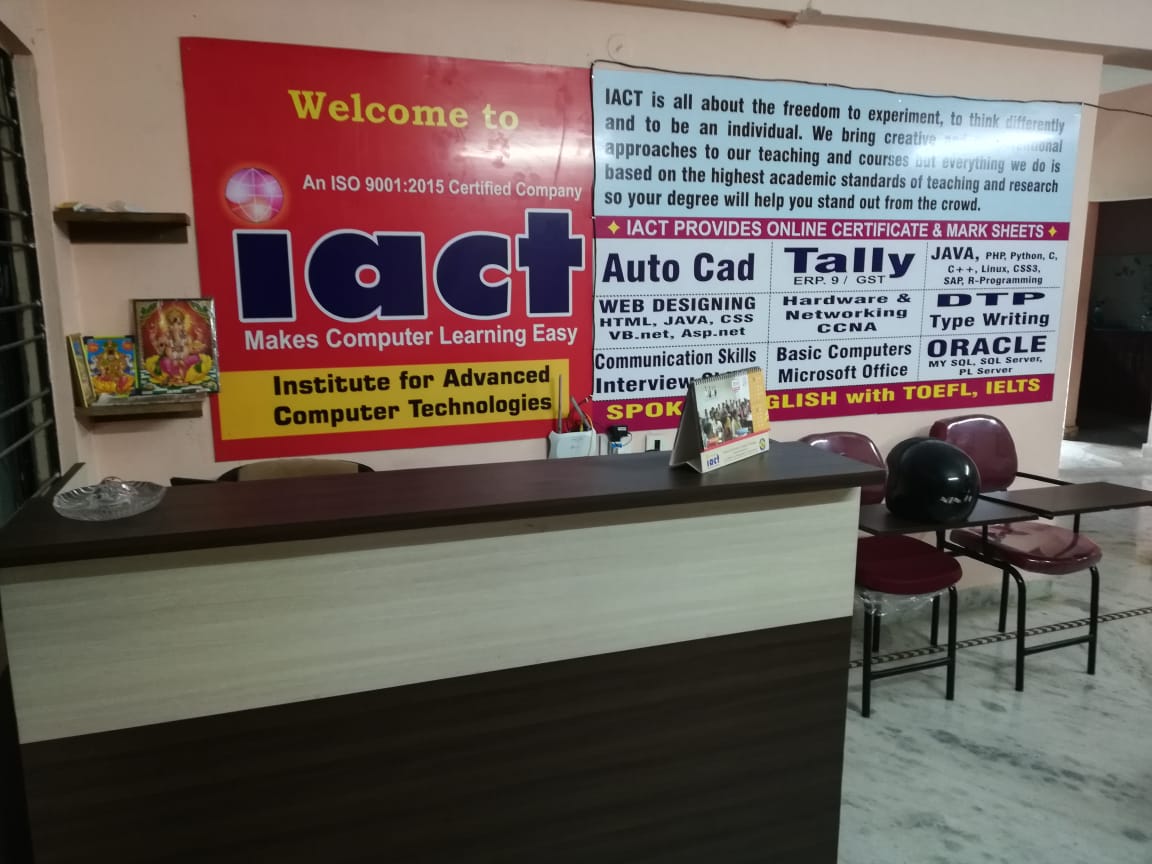 Welcome to
An ISO 9001:2015 Certified Company
iact
Makes Computer Learning Easy
Institute for Advanced
Computer Technologies
IACT is all about the freedom to experiment, to think differently
and to be an individual. We bring creative
approaches to our teaching and courses but everything we do is
based on the highest academic standards of teaching and research
so your degree will help you stand out from the crowd.
IACT PROVIDES ONLINE CERTIFICATE & MARK SHEETS
Auto Cad
Tally
ERP. 9 / GST
JAVA, PHP, Python, C,
C++, Linux, CSS3,
SAP, R-Programming
WEB DESIGNING
HTML, JAVA, CSS
VB.net, Asp.net
Hardware &
Networking
CCNA
DTP
Type Writing
Communication Skills
Interview
Basic Computers
Microsoft Office
ORACLE
MY SQL, SQL Server,
PL Server
SPOK GLISH with TOEFL, IELTS
iact